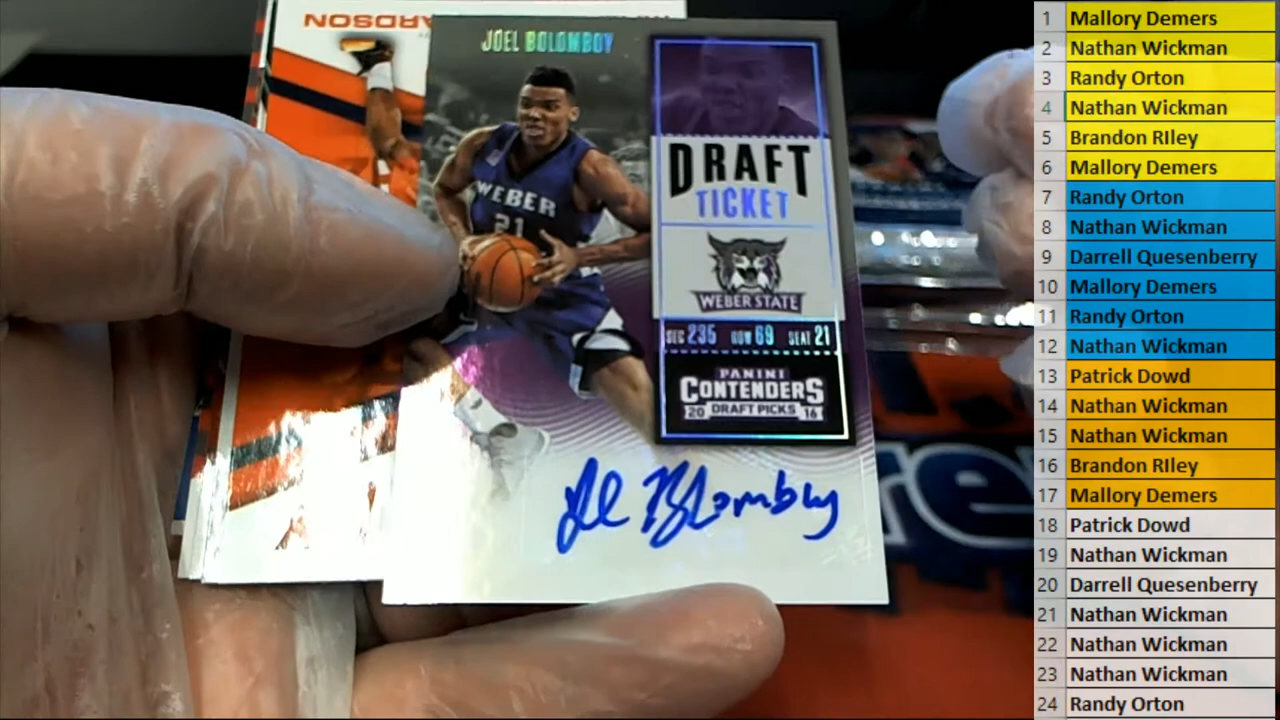 ARDSON
JOEL BOLOMBOY
WEBER
21
DRAFT
TICKET
WEBER STATE
SEC 235 ROW 69 SEAT 21
PANINI
CONTENDERS
20 DRAFT PICKS 16
Joel Bolomboy
re
1 Mallory Demers
2 Nathan Wickman
3 Randy Orton
4 Nathan Wickman
5 Brandon RIley
6 Mallory Demers
7 Randy Orton
8 Nathan Wickman
9 Darrell Quesenberry
10 Mallory Demers
11 Randy Orton
12 Nathan Wickman
13 Patrick Dowd
14 Nathan Wickman
15 Nathan Wickman
16 Brandon RIley
17 Mallory Demers
18 Patrick Dowd
19 Nathan Wickman
20 Darrell Quesenberry
21 Nathan Wickman
22 Nathan Wickman
23 Nathan Wickman
24 Randy Orton